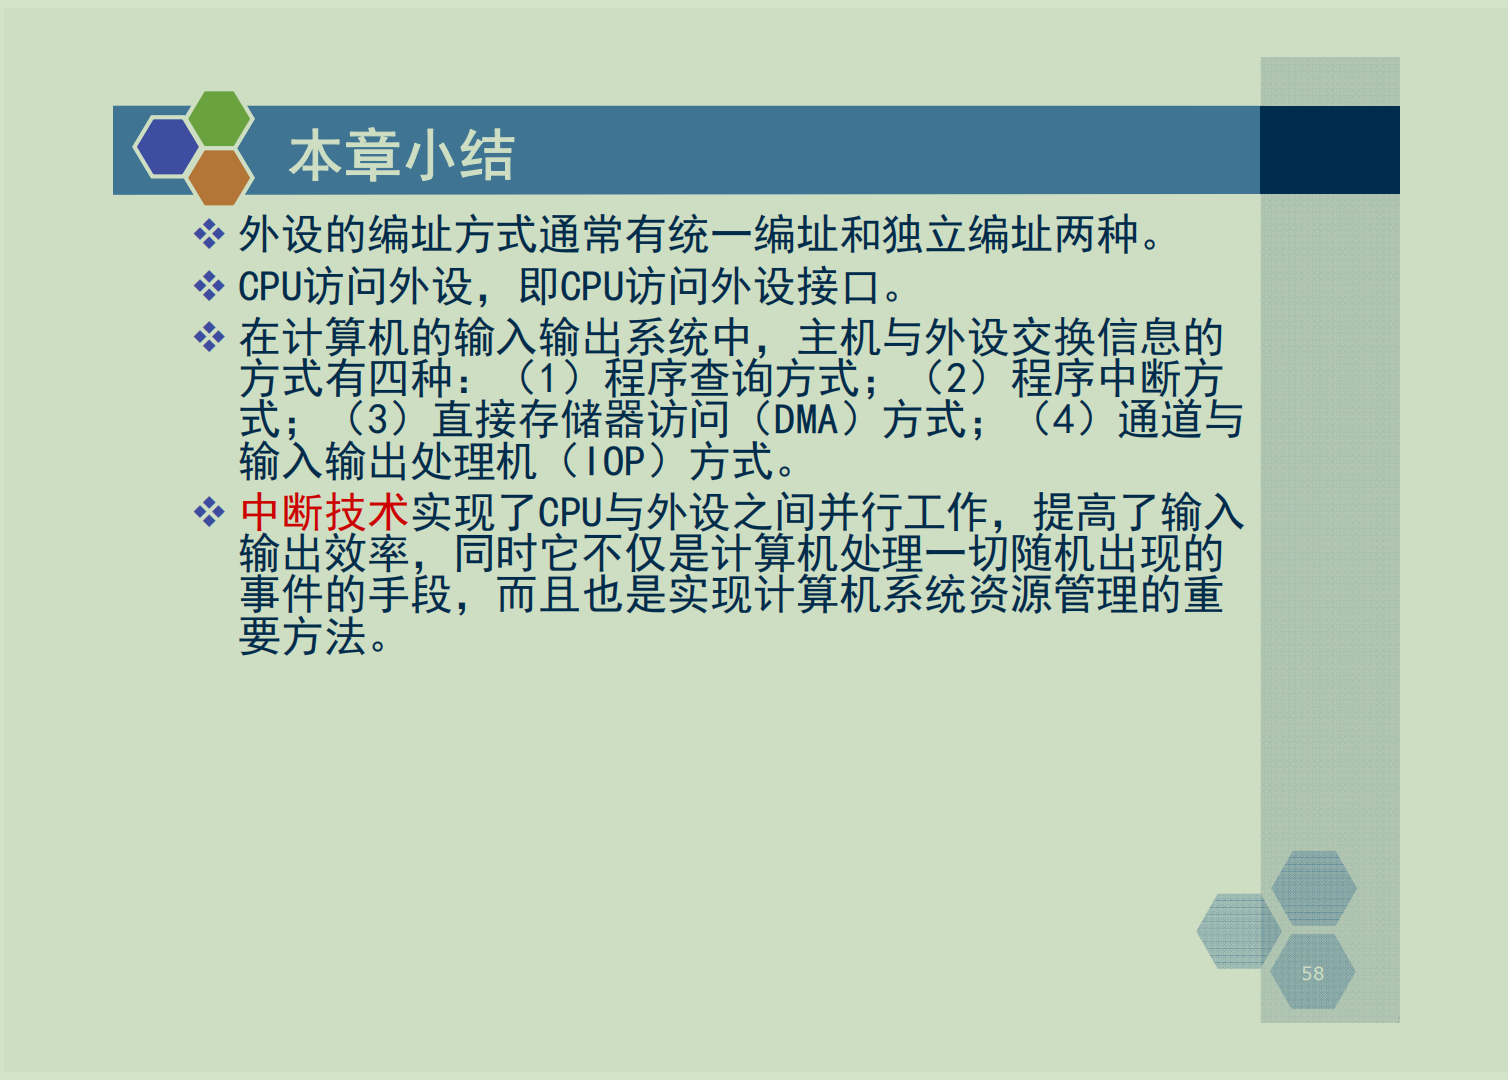 本章小结
外设的编址方式通常有统一编址和独立编址两种。
CPU访问外设，即CPU访问外设接口。
在计算机的输入输出系统中，主机与外设交换信息的
方式有四种：（1）程序查询方式；（2）程序中断方
式；（3）直接存储器访问（DMA）方式；（4）通道与
输入输出处理机（IOP）方式。
中断技术实现了CPU与外设之间并行工作，提高了输入
输出效率，同时它不仅是计算机处理一切随机出现的
事件的手段，而且也是实现计算机系统资源管理的重
要方法。
58